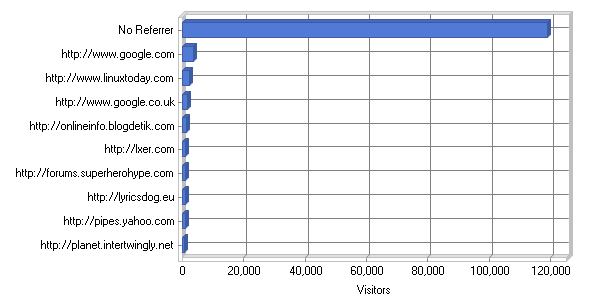 No Referrer
http://www.google.com
http://www.linuxtoday.com
http://www.google.co.uk
http://onlineinfo.blogdetik.com
http://lxer.com
http://forums.superherohype.com
http://lyricsdog.eu
http://pipes.yahoo.com
http://planet.intertwingly.net
0 20,000 40,000 60,000 80,000 100,000 120,000
Visitors